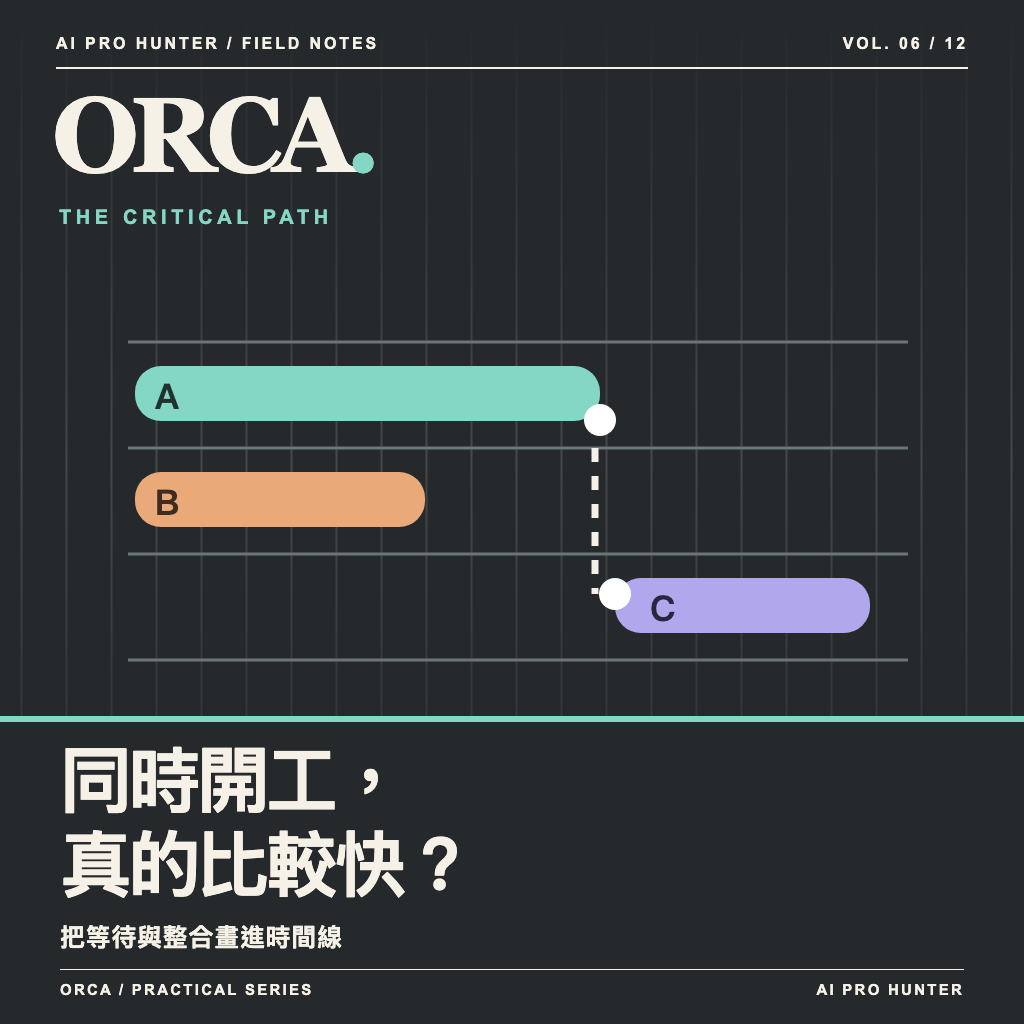 AI PRO HUNTER / FIELD NOTES
VOL. 06 / 12
ORCA.
THE CRITICAL PATH
A
B
C
同時開工，
真的比較快？
把等待與整合畫進時間線
ORCA / PRACTICAL SERIES
AI PRO HUNTER